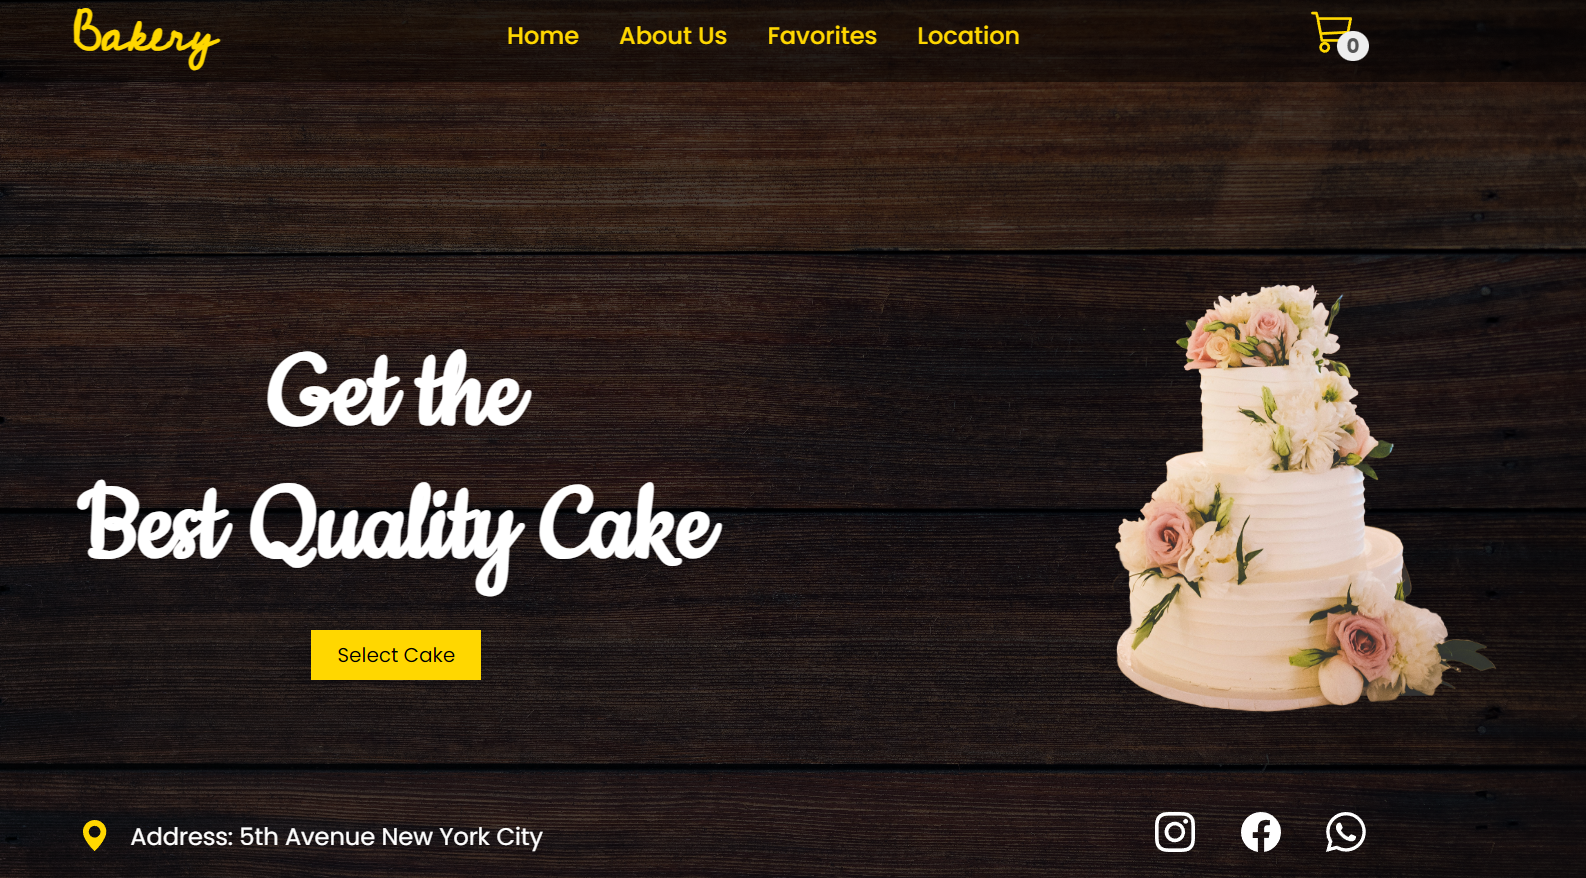 Bakery
Home About Us Favorites Location
0
Get the
Best Quality Cake
Select Cake
Address: 5th Avenue New York City